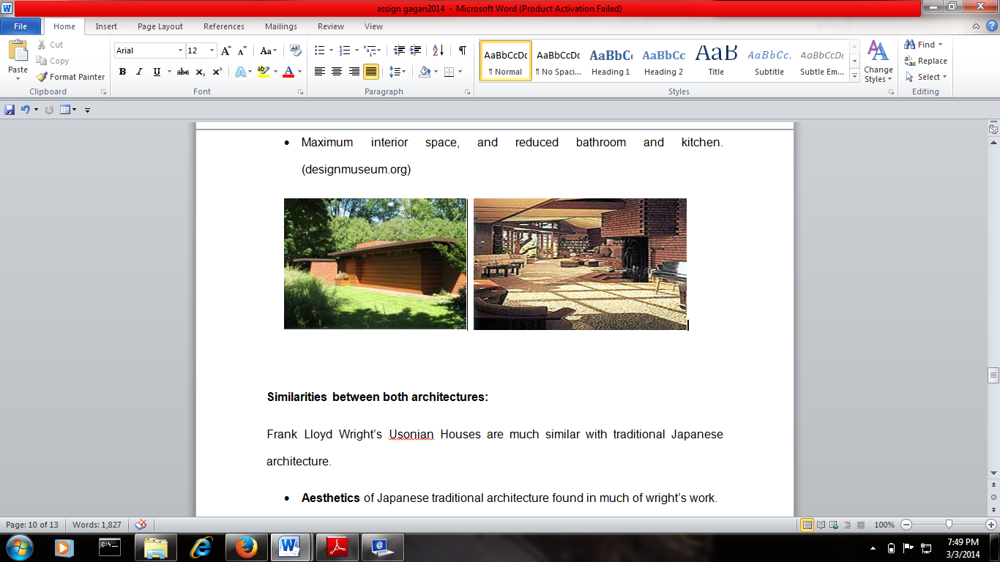 assign gagan2014 - Microsoft Word (Product Activation Failed)
File Home Insert Page Layout References Mailings Review View
Paste
Cut
Copy
Format Painter
Clipboard
Arial 12
Aa
B I U abc x₂ x² A ab A
Font
Paragraph
AaBbCcDc AaBbCcDc AaBbC AaBbCc AaB AaBbCc. AaBbCcDc
¶ Normal ¶ No Spaci... Heading 1 Heading 2 Title Subtitle Subtle Em...
Styles
Change
Styles
Find
Replace
Select
Editing
• Maximum interior space, and reduced bathroom and kitchen.
(designmuseum.org)
Similarities between both architectures:
Frank Lloyd Wright’s Usonian Houses are much similar with traditional Japanese
architecture.
• Aesthetics of Japanese traditional architecture found in much of wright’s work.
Page: 10 of 13 Words: 1,827 100%
7:49 PM
3/3/2014